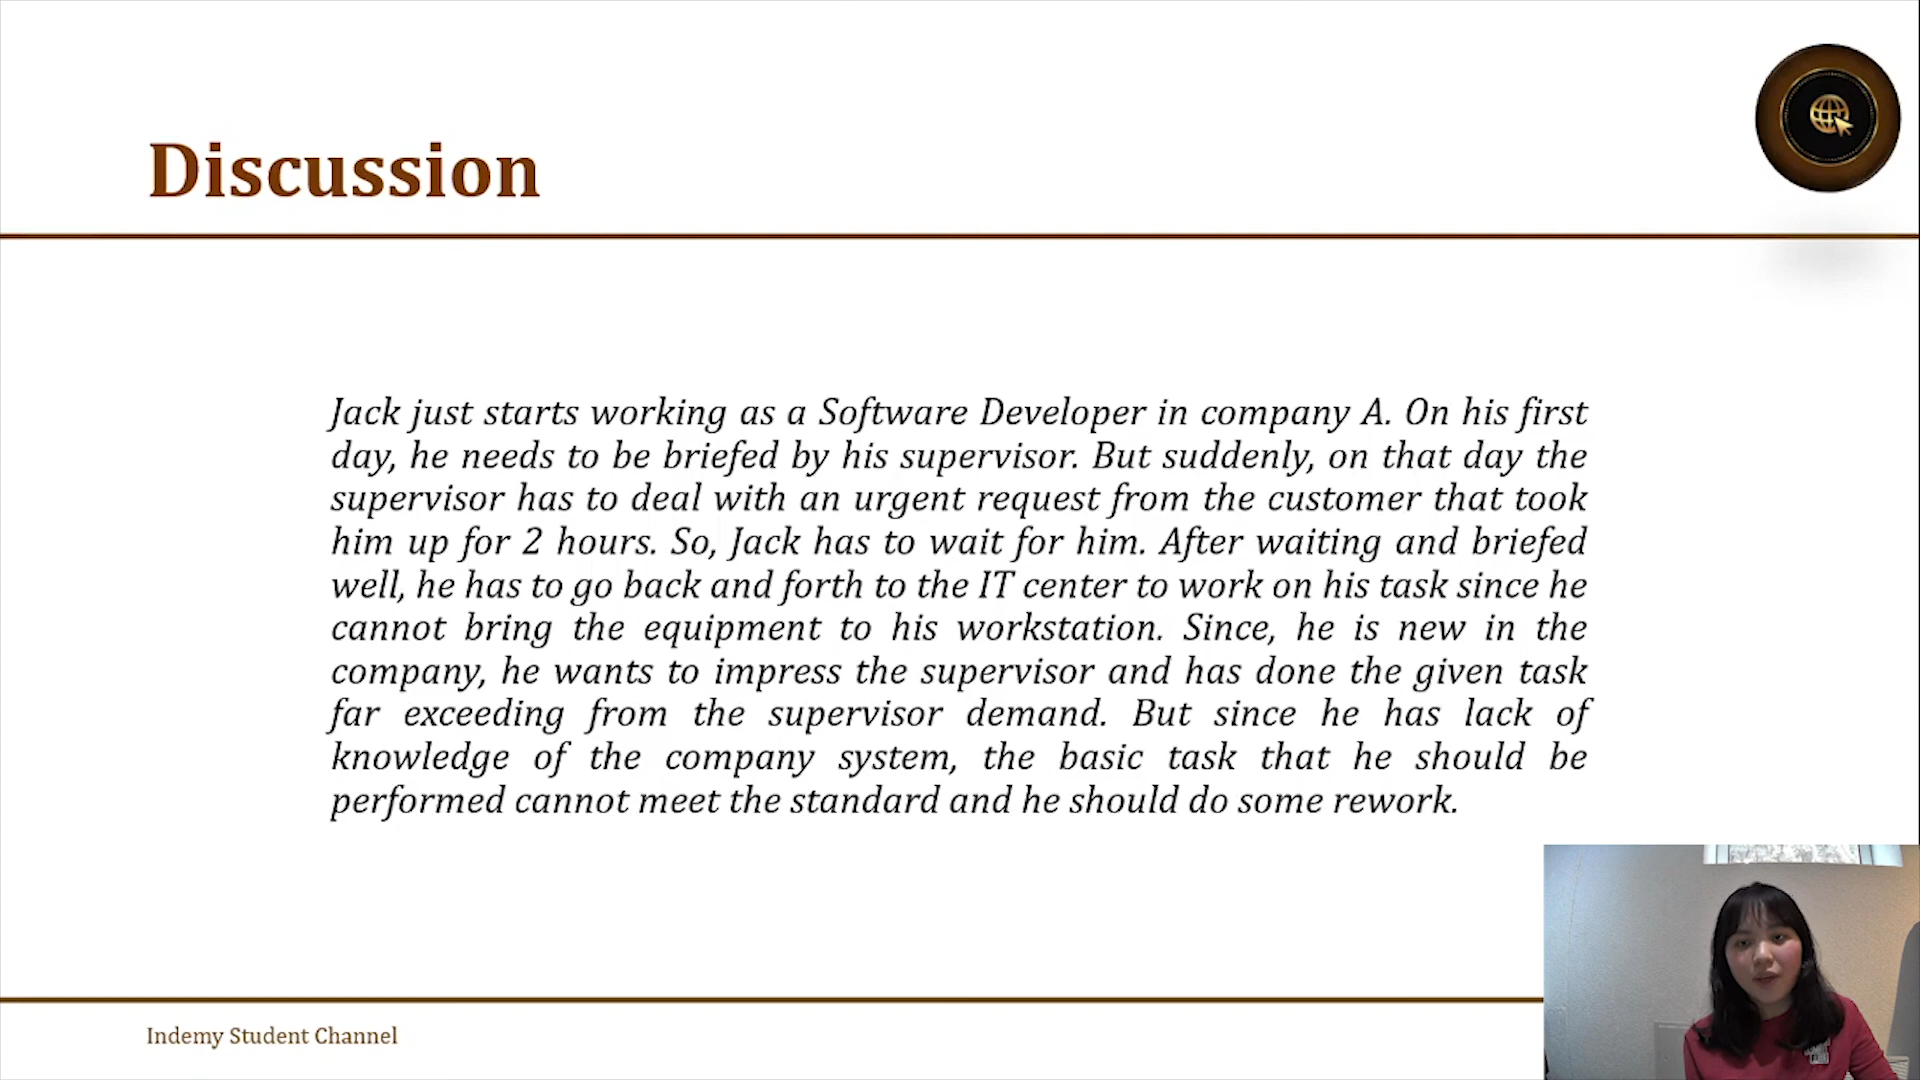 Discussion
Jack just starts working as a Software Developer in company A. On his first
day, he needs to be briefed by his supervisor. But suddenly, on that day the
supervisor has to deal with an urgent request from the customer that took
him up for 2 hours. So, Jack has to wait for him. After waiting and briefed
well, he has to go back and forth to the IT center to work on his task since he
cannot bring the equipment to his workstation. Since, he is new in the
company, he wants to impress the supervisor and has done the given task
far exceeding from the supervisor demand. But since he has lack of
knowledge of the company system, the basic task that he should be
performed cannot meet the standard and he should do some rework.
Indemy Student Channel